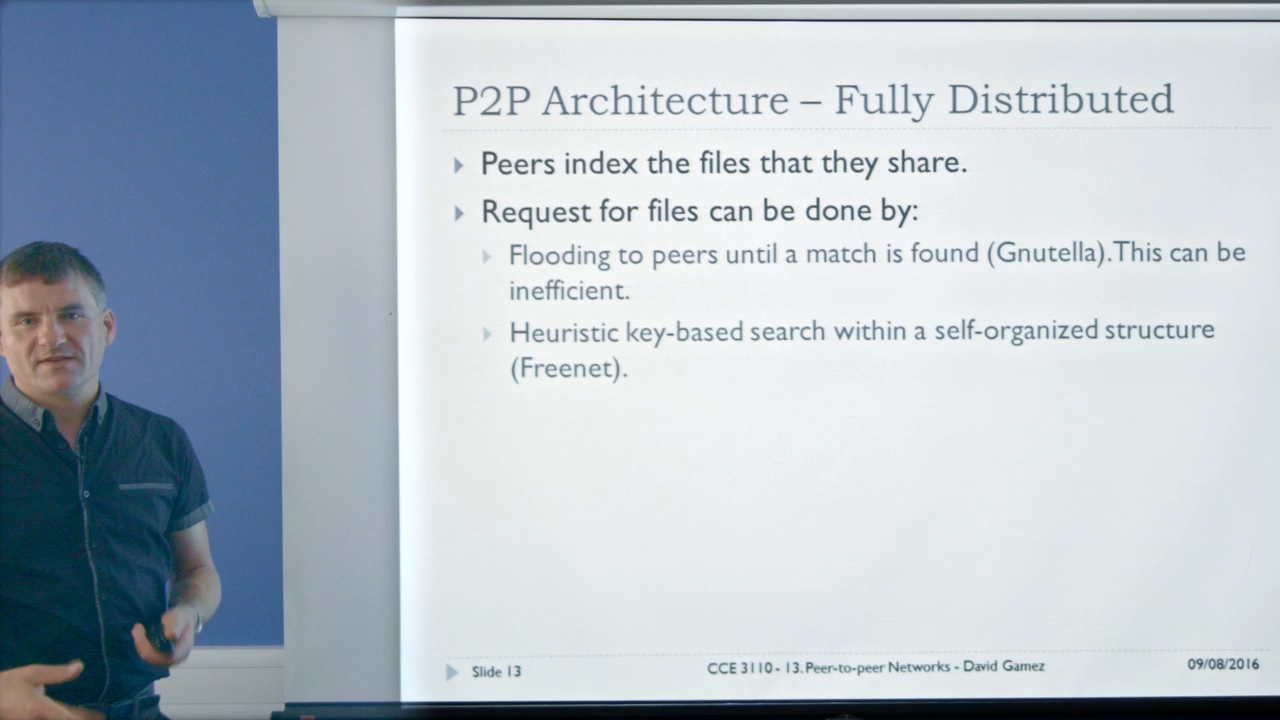 P2P Architecture – Fully Distributed
Peers index the files that they share.
Request for files can be done by:
Flooding to peers until a match is found (Gnutella).This can be
inefficient.
Heuristic key-based search within a self-organized structure
(Freenet).
Slide 13
CCE 3110 - 13. Peer-to-peer Networks - David Gamez
09/08/2016